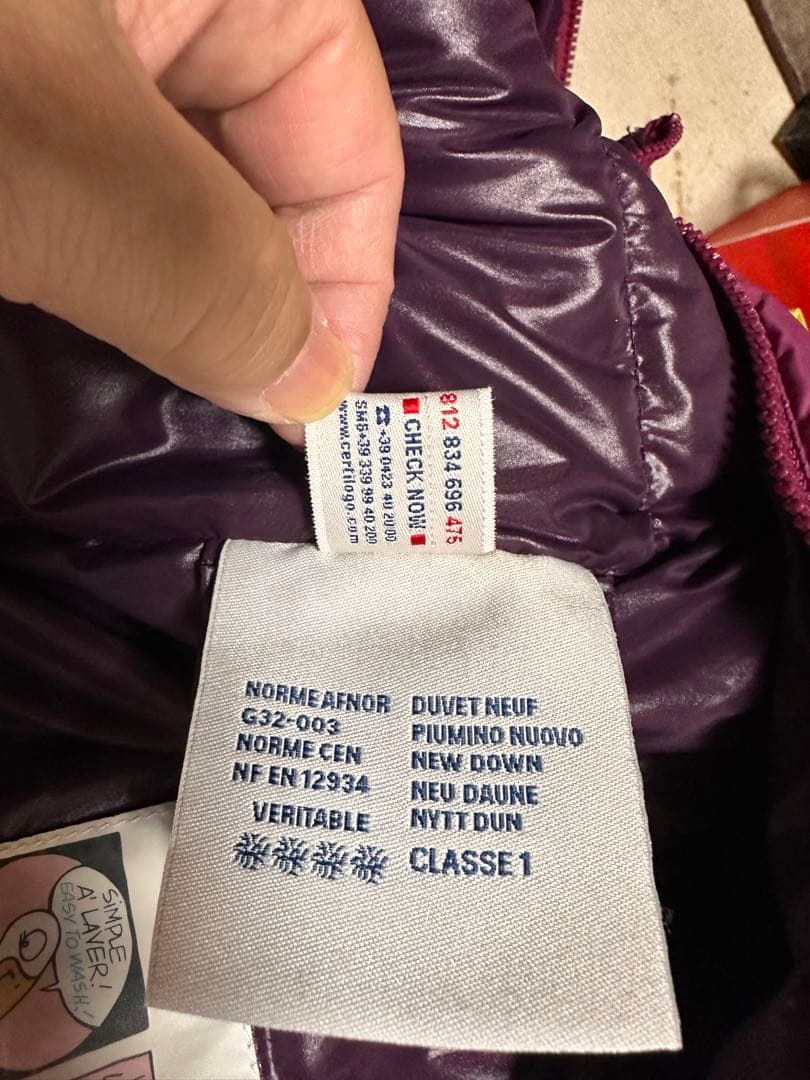 812 834 696 475
CHECK NOW
☎ +39 0423 40 20 00
SMS+39 339 99 40 200
www.certilogo.com
NORME AFNOR
G32-003
NORME CEN
NF EN 12934
VERITABLE
DUVET NEUF
PIUMINO NUOVO
NEW DOWN
NEU DAUNE
NYTT DUN
CLASSE 1
SIMPLE
A' LAVER!
EASY TO WASH!